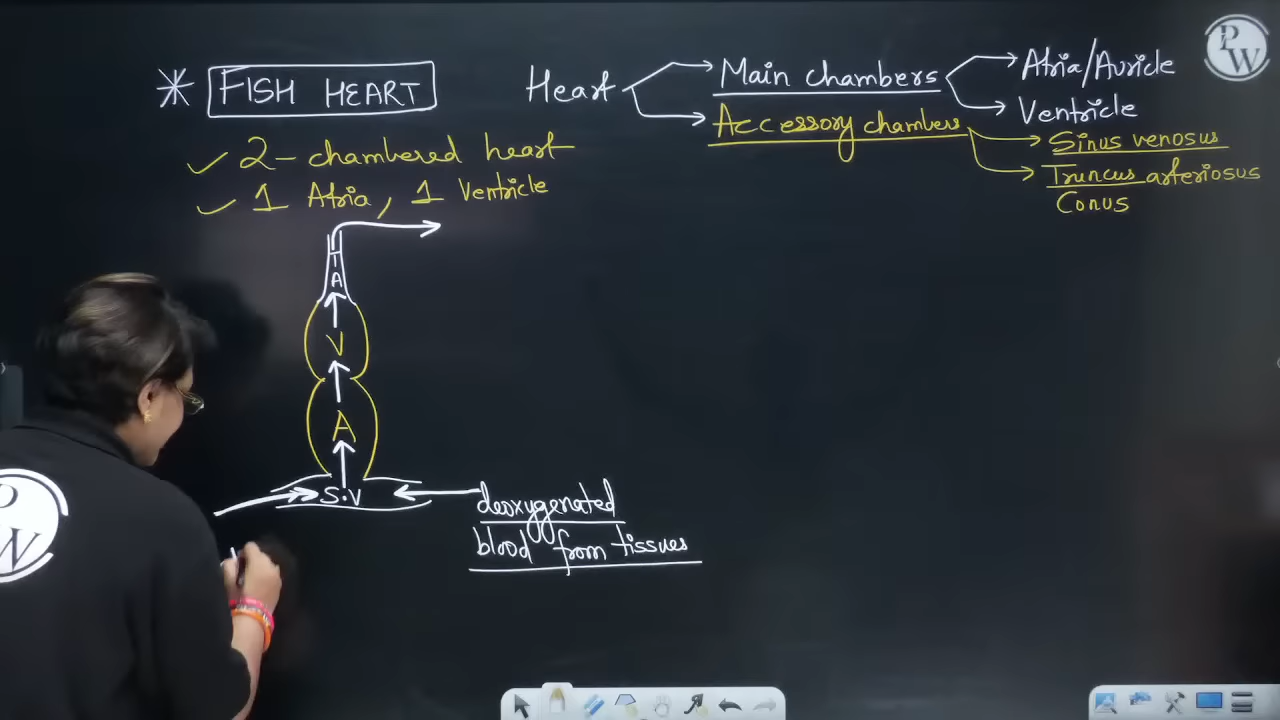 FISH HEART
2-chambered heart
1 Atria, 1 Ventricle
Heart
Main chambers
Atria/Auricle
Ventricle
Accessory chambers
Sinus venosus
Truncus arteriosus
Conus
T
A
V
A
S.V
deoxygenated
blood from tissues
PW
P
W